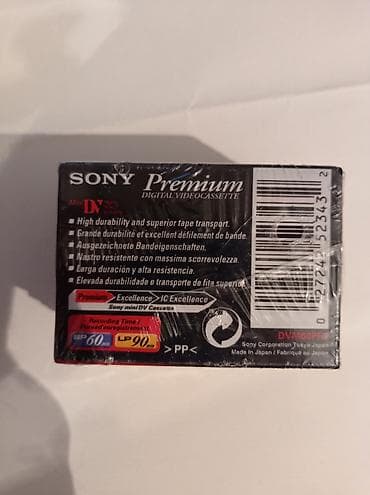 SONY Premium
DIGITAL VIDEOCASSETTE
Mini DV
■ High durability and superior tape transport.
■ Grande durabilité et excellent défilement de bande.
■ Ausgezeichnete Bandeigenschaften.
■ Nastro resistente con massima scorrevolezza.
■ Larga duración y alta resistencia.
■ Elevada durabilidade e transporte de fita superior.
Premium Excellence IC Excellence
Sony mini DV Cassette
Recording Time /
Durée d'enregistrement
SP 60 min LP 90 min
>PP<
Sony Corporation Tokyo Japan
Made in Japan / Fabriqué au Japon
0 27242 52343 2